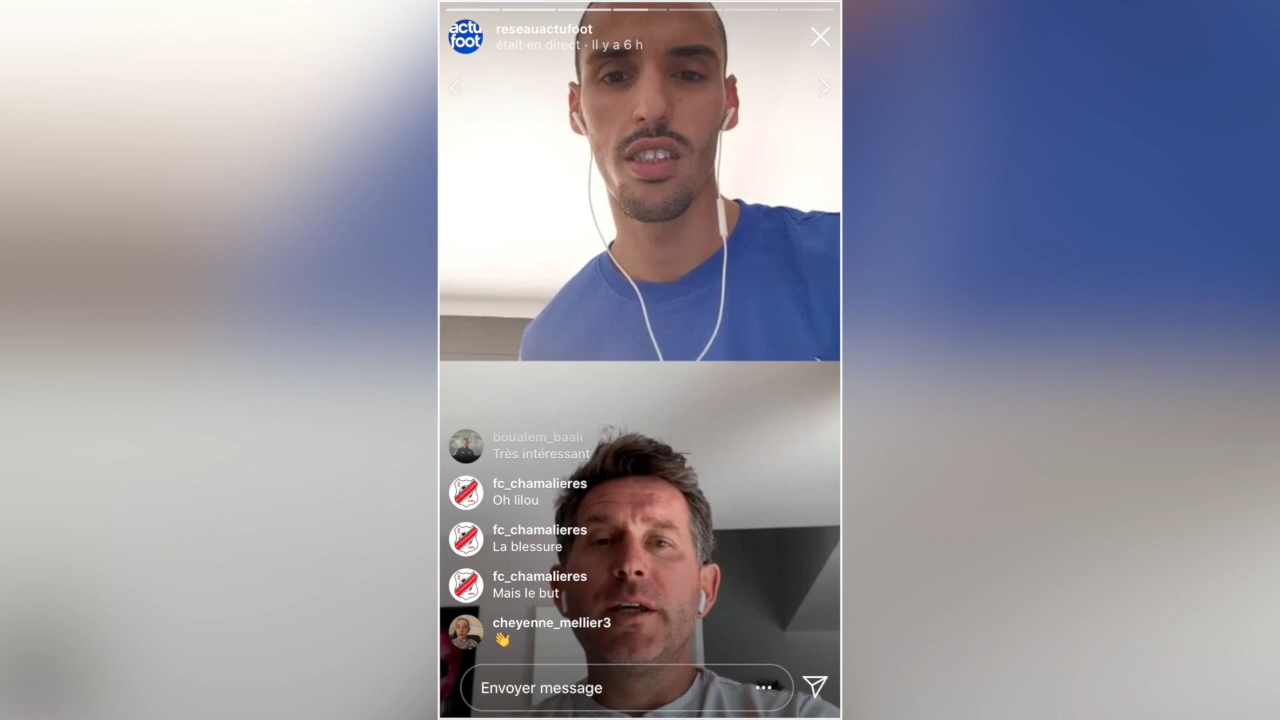 actu
foot
reseauactufoot
était en direct · Il y a 6 h
boualem_baali
Très intéressant
fc_chamalieres
Oh lilou
fc_chamalieres
La blessure
fc_chamalieres
Mais le but
cheyenne_mellier3
👋
Envoyer message